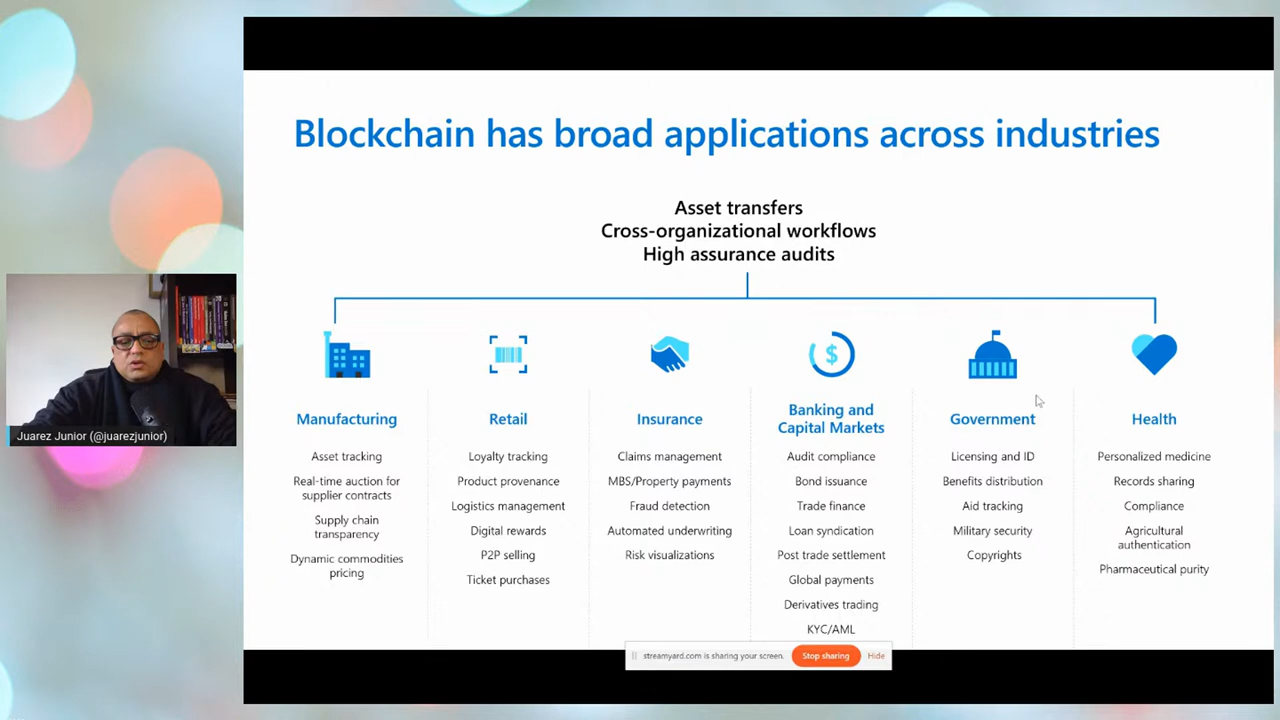 Blockchain has broad applications across industries
Asset transfers
Cross-organizational workflows
High assurance audits
Manufacturing
Asset tracking
Real-time auction for
supplier contracts
Supply chain
transparency
Dynamic commodities
pricing
Retail
Loyalty tracking
Product provenance
Logistics management
Digital rewards
P2P selling
Ticket purchases
Insurance
Claims management
MBS/Property payments
Fraud detection
Automated underwriting
Risk visualizations
Banking and
Capital Markets
Audit compliance
Bond issuance
Trade finance
Loan syndication
Post trade settlement
Global payments
Derivatives trading
KYC/AML
Government
Licensing and ID
Benefits distribution
Aid tracking
Military security
Copyrights
Health
Personalized medicine
Records sharing
Compliance
Agricultural
authentication
Pharmaceutical purity
Juarez Junior (@juarezjunior)
streamyard.com is sharing your screen.
Stop sharing
Hide